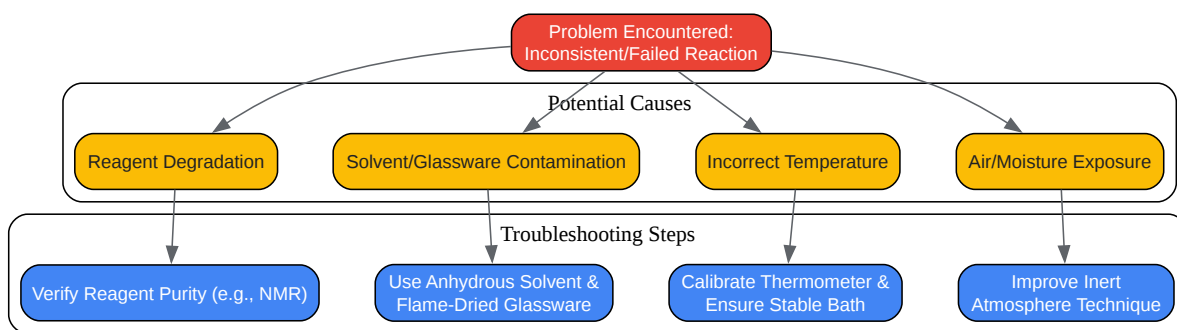 Problem Encountered:
Inconsistent/Failed Reaction
Potential Causes
Reagent Degradation
Solvent/Glassware Contamination
Incorrect Temperature
Air/Moisture Exposure
Troubleshooting Steps
Verify Reagent Purity (e.g., NMR)
Use Anhydrous Solvent &
Flame-Dried Glassware
Calibrate Thermometer &
Ensure Stable Bath
Improve Inert
Atmosphere Technique